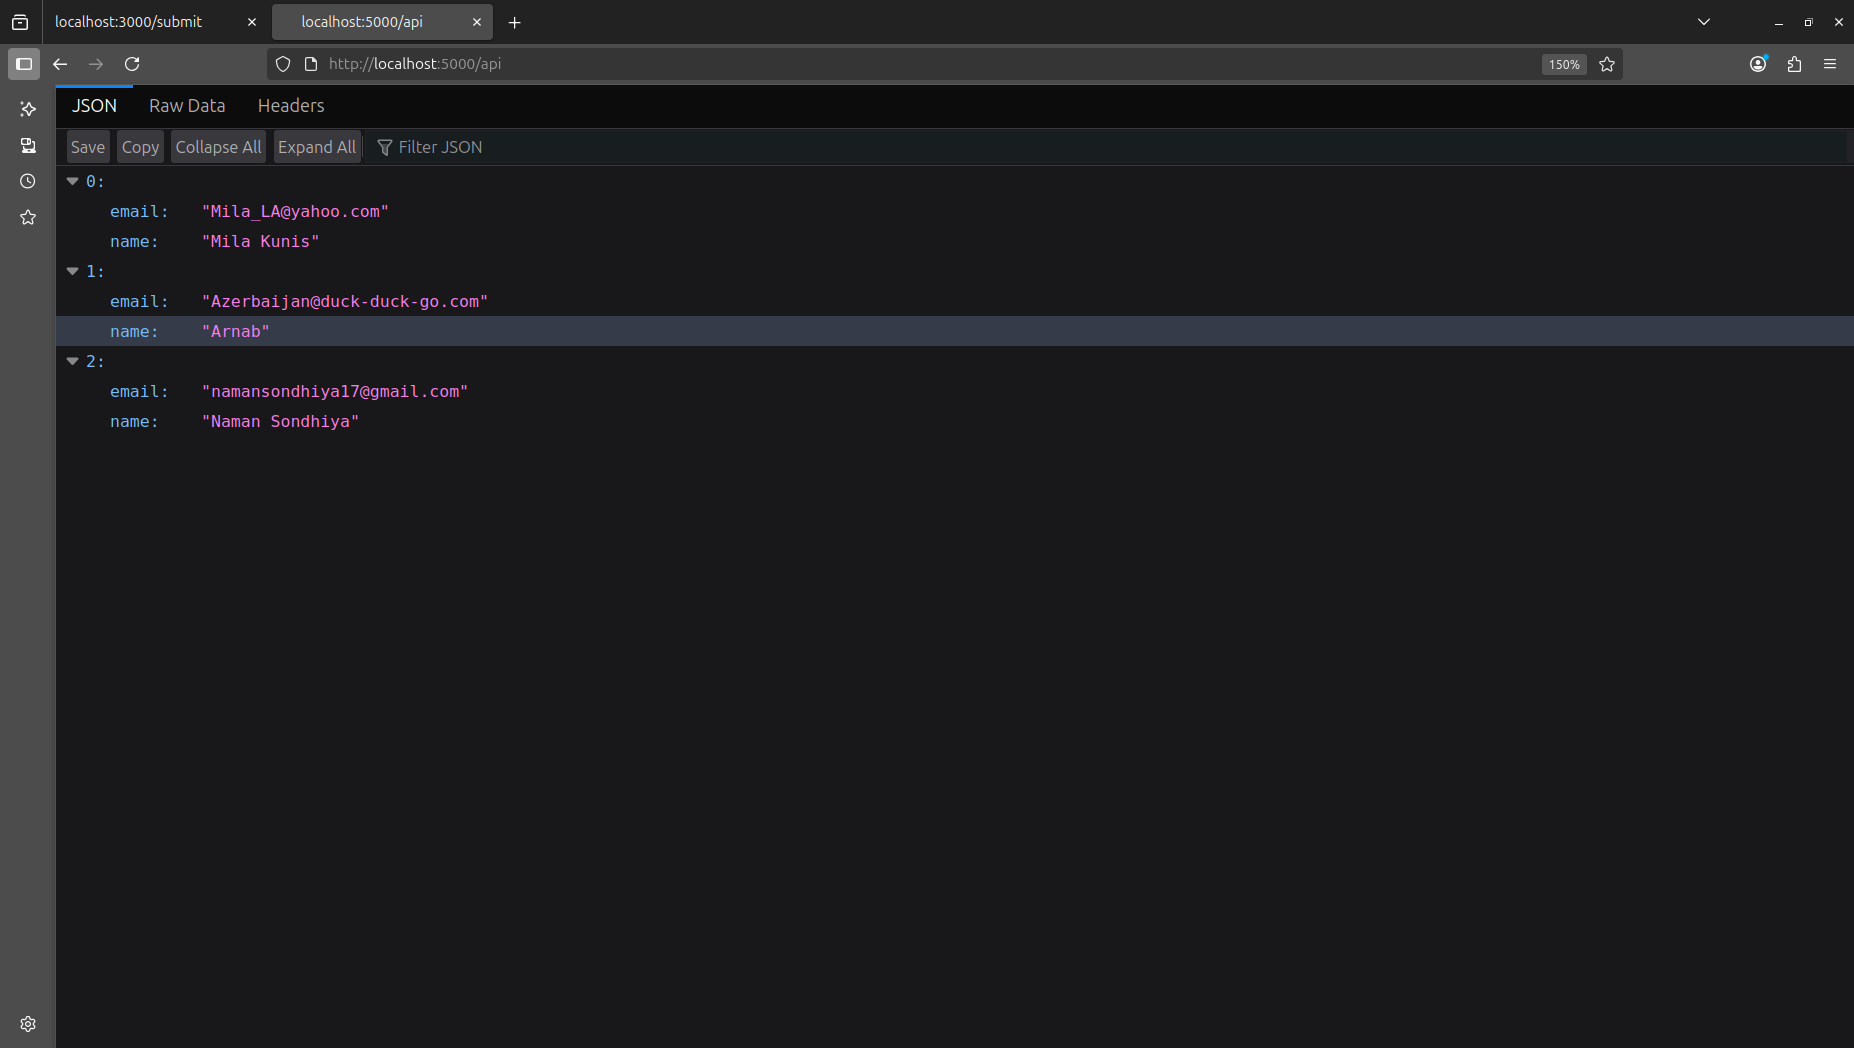 localhost:3000/submit
localhost:5000/api
http://localhost:5000/api
150%
JSON Raw Data Headers
Save Copy Collapse All Expand All Filter JSON
0:
email: "Mila_LA@yahoo.com"
name: "Mila Kunis"
1:
email: "Azerbaijan@duck-duck-go.com"
name: "Arnab"
2:
email: "namansondhiya17@gmail.com"
name: "Naman Sondhiya"